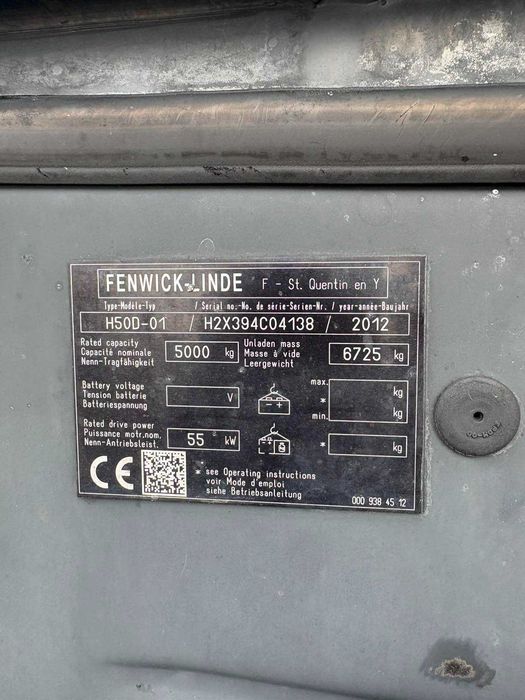 FENWICK-LINDE F - St. Quentin en Y
Type-Modèle-Typ / Serial no.-No. de série-Serien-Nr. / year-année-Baujahr
H50D-01 / H2X394C04138 / 2012
Rated capacity
Capacité nominale
Nenn-Tragfähigkeit
5000 kg
Unladen mass
Masse à vide
Leergewicht
6725 kg
Battery voltage
Tension batterie
Batteriespannung
V
- +
max.
kg
*
min.
kg
Rated drive power
Puissance motr.nom.
Nenn-Antriebsleist.
55 kW
L
*
kg
CE
* see Operating instructions
voir Mode d'emploi
siehe Betriebsanleitung
000 938 45 12